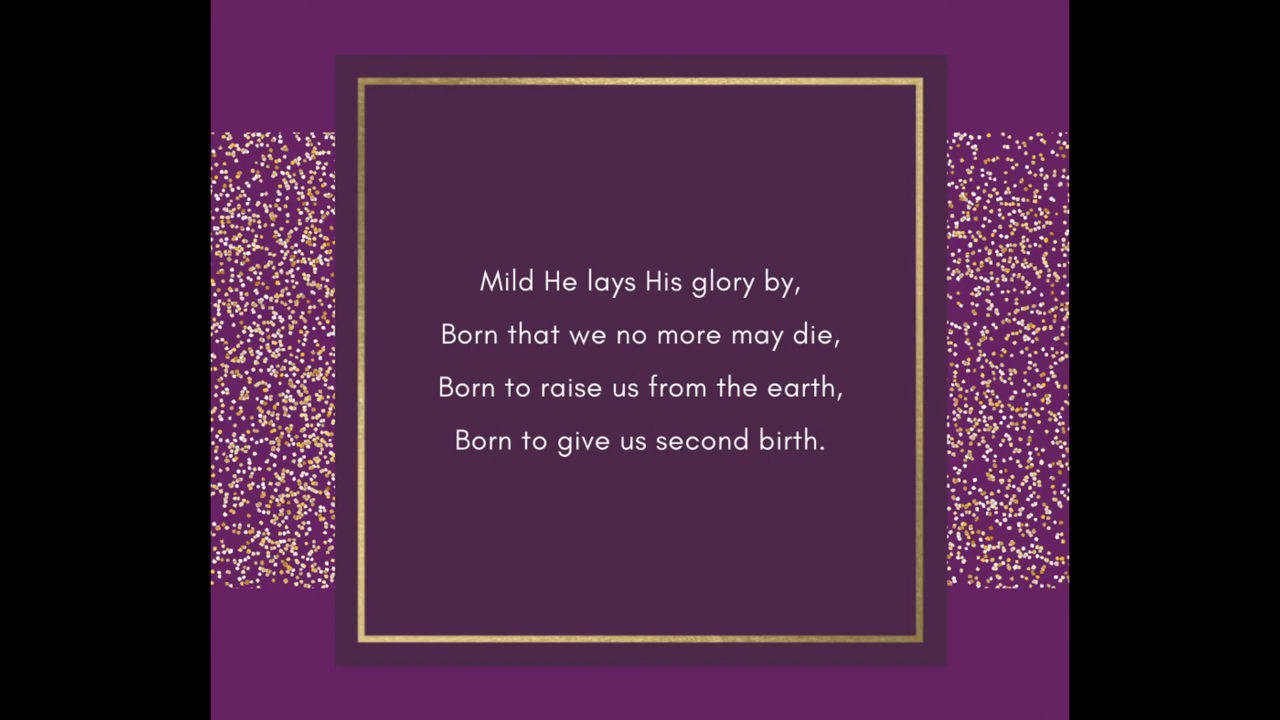 Mild He lays His glory by,
Born that we no more may die,
Born to raise us from the earth,
Born to give us second birth.